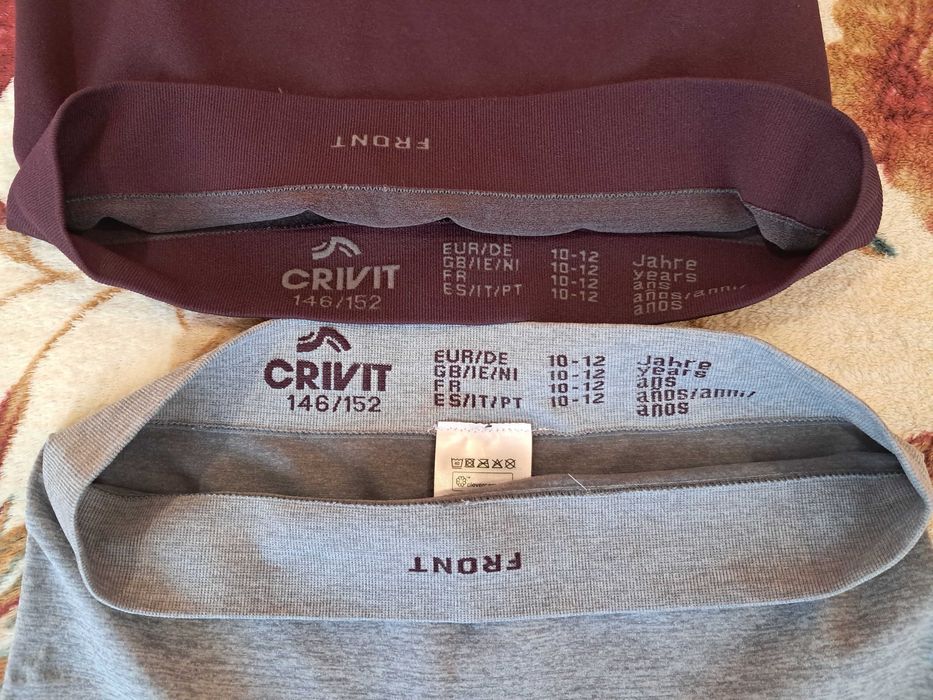 FRONT
CRIVIT
146/152
EUR/DE 10-12 Jahre
GB/IE/NI 10-12 years
FR 10-12 ans
ES/IT/PT 10-12 años/anni/
anos
CRIVIT
146/152
EUR/DE 10-12 Jahre
GB/IE/NI 10-12 years
FR 10-12 ans
ES/IT/PT 10-12 años/anni/
anos
FRONT